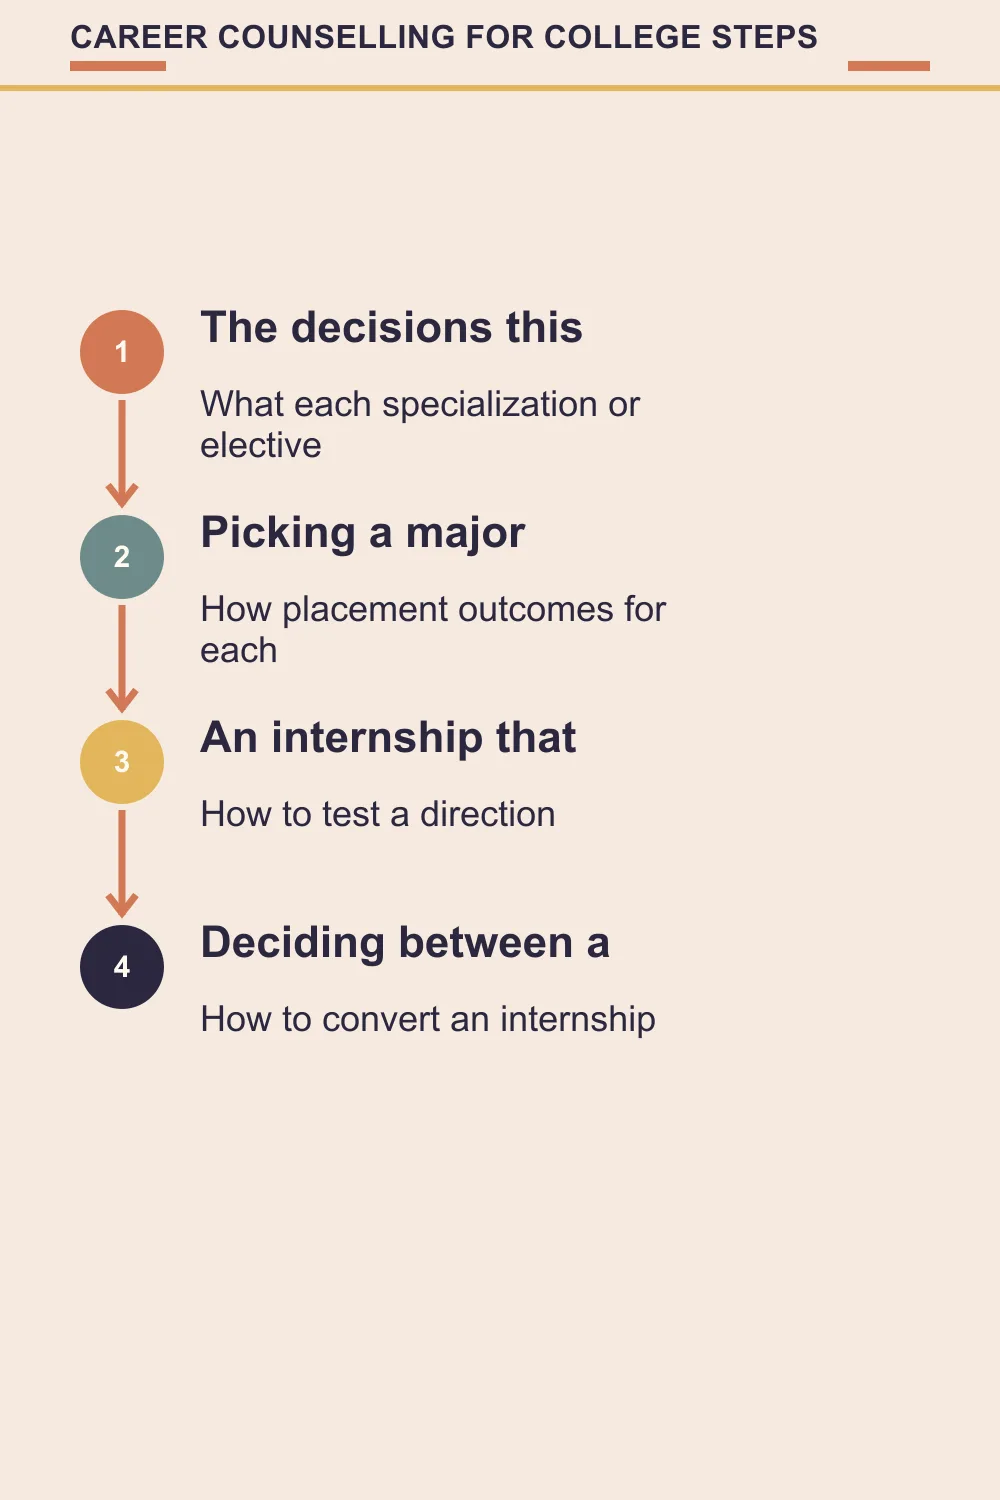 CAREER COUNSELLING FOR COLLEGE STEPS
1
The decisions this
What each specialization or
elective
2
Picking a major
How placement outcomes for
each
3
An internship that
How to test a direction
4
Deciding between a
How to convert an internship